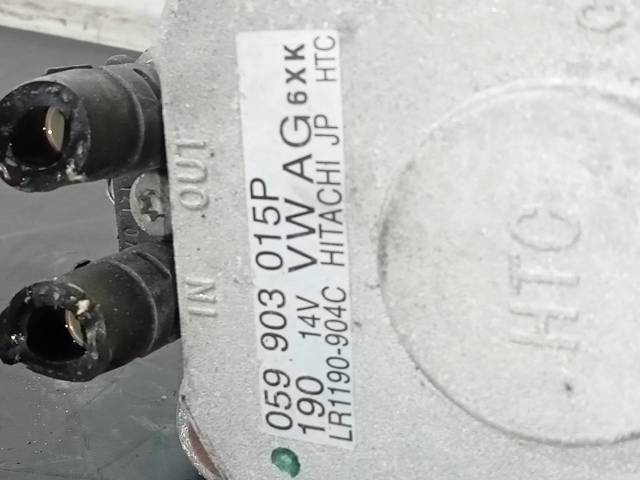 059 903 015P
190 14V VW AG 6XK
LR1190-904C HITACHI JP HTC
OUT
IN
HTC